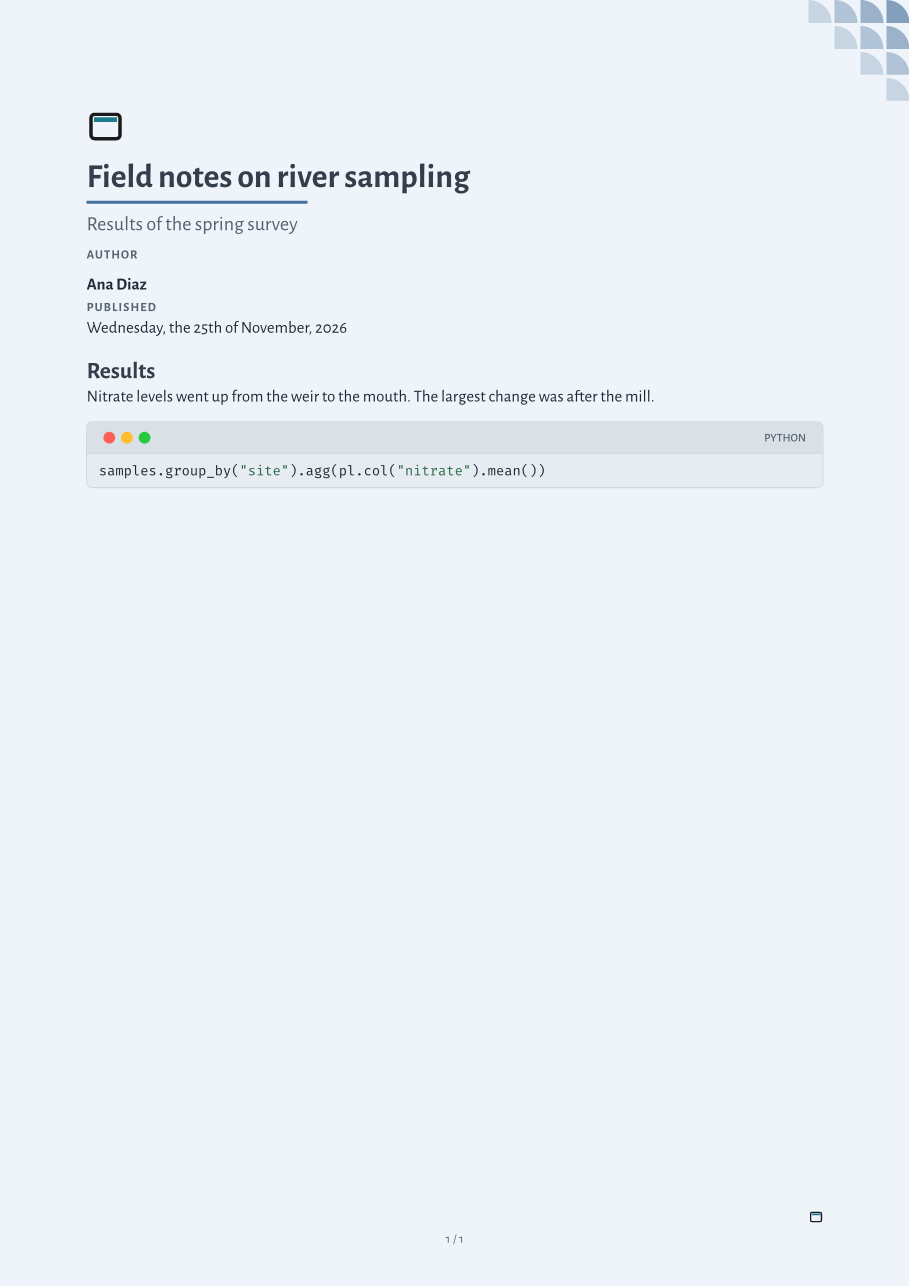 Field notes on river sampling
Results of the spring survey
AUTHOR
Ana Diaz
PUBLISHED
Wednesday, the 25th of November, 2026
Results
Nitrate levels went up from the weir to the mouth. The largest change was after the mill.
PYTHON
samples.group_by("site").agg(pl.col("nitrate").mean())
1 / 1